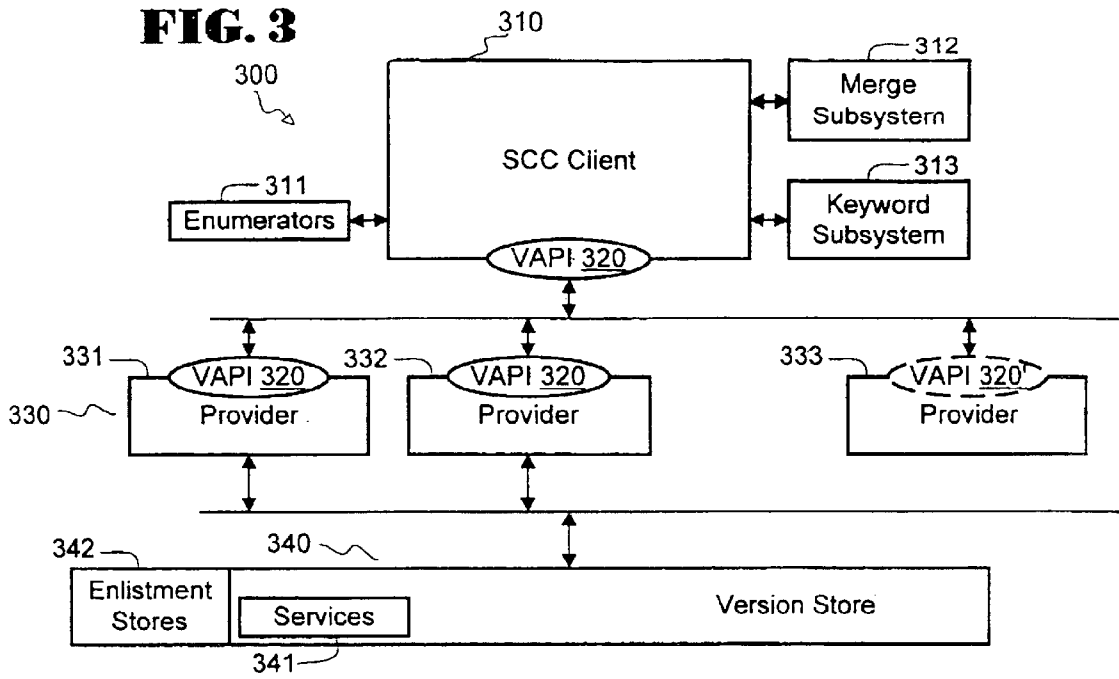 FIG. 3
300
310
312
Merge
Subsystem
SCC Client
313
Keyword
Subsystem
311
Enumerators
VAPI 320
331
VAPI 320
332
VAPI 320
333
VAPI 320'
330
Provider
Provider
Provider
342
340
Enlistment
Stores
Services
Version Store
341